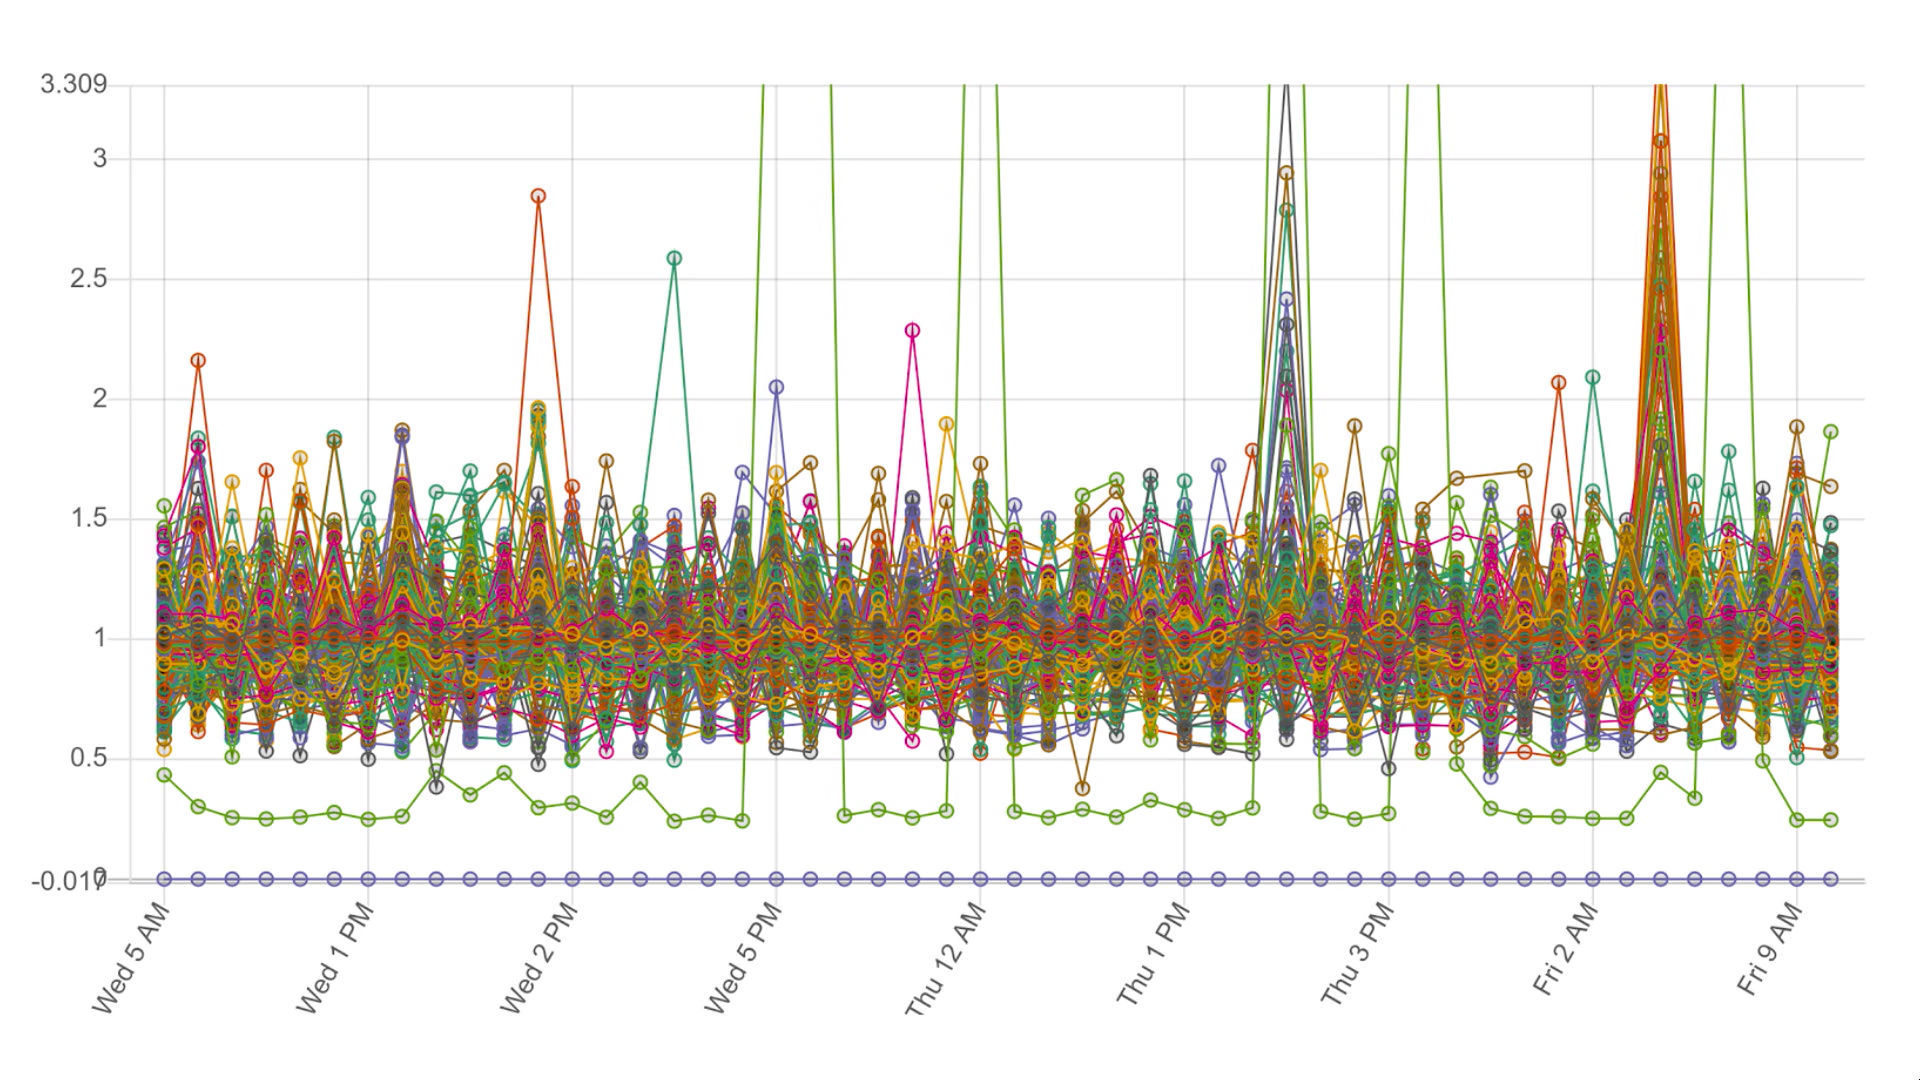 3.309
3
2.5
2
1.5
1
0.5
0
-0.017
Wed 5 AM
Wed 1 PM
Wed 2 PM
Wed 5 PM
Thu 12 AM
Thu 1 PM
Thu 3 PM
Fri 2 AM
Fri 9 AM